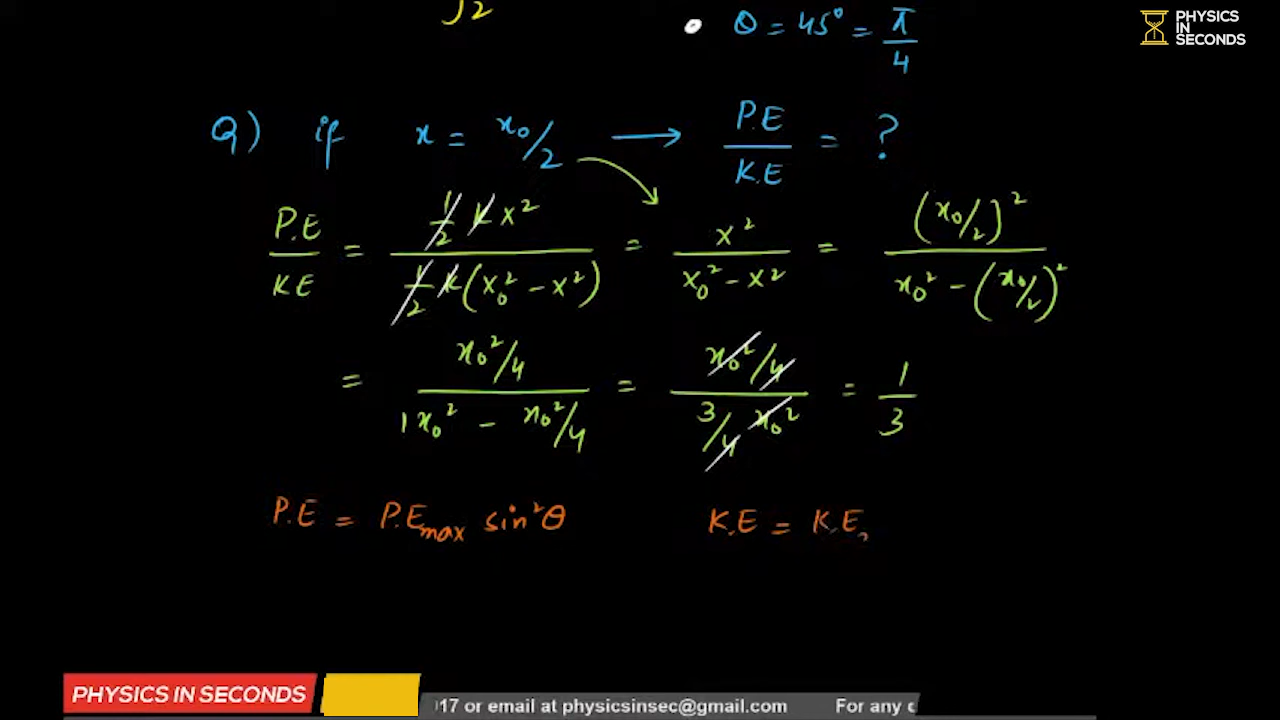 √2
θ = 45° = π/4
PHYSICS
IN
SECONDS
Q) if x = x₀/2 → P.E/K.E = ?
P.E/KE = ½kx²/½k(x₀² − x²) = x²/x₀² − x² = (x₀/2)²/x₀² − (x₀/2)²
= x₀²/4/1x₀² − x₀²/4 = x₀²/4/3/4 x₀² = 1/3
P.E = P.Emax sin²θ K.E = K.E
PHYSICS IN SECONDS
017 or email at physicsinsec@gmail.com For any